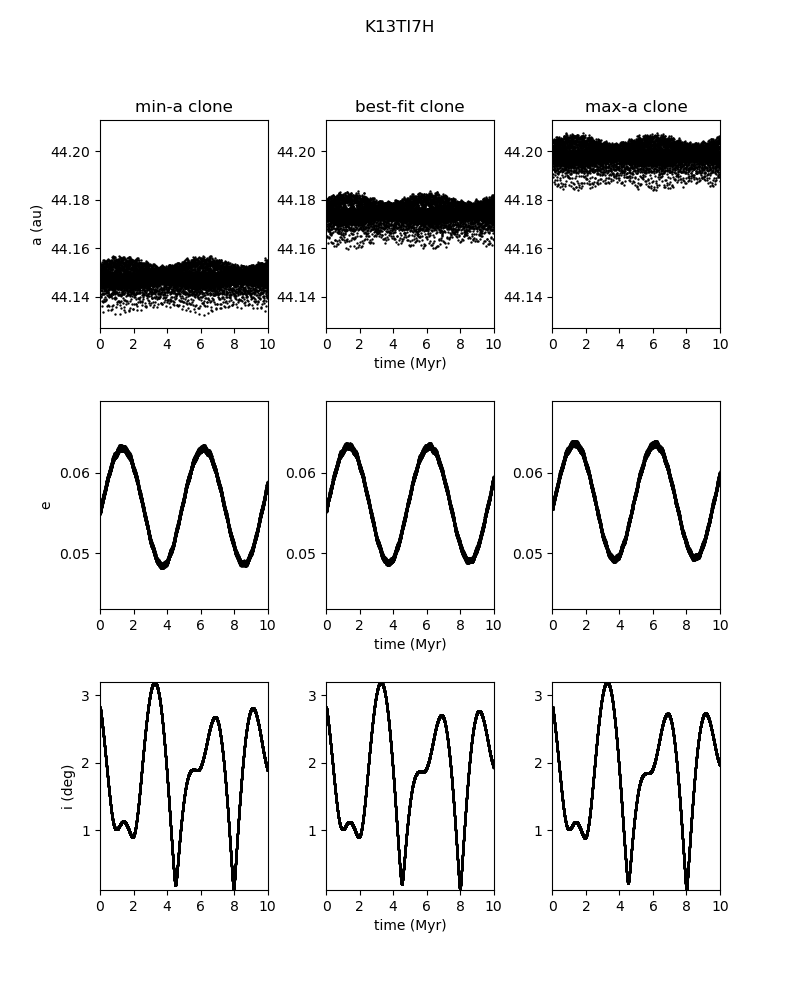 K13TI7H
min-a clone best-fit clone max-a clone
a (au)
44.20 44.20 44.20
44.18 44.18 44.18
44.16 44.16 44.16
44.14 44.14 44.14
0 2 4 6 8 10 0 2 4 6 8 10 0 2 4 6 8 10
time (Myr)
e
0.06 0.06 0.06
0.05 0.05 0.05
0 2 4 6 8 10 0 2 4 6 8 10 0 2 4 6 8 10
time (Myr)
i (deg)
3 3 3
2 2 2
1 1 1
0 2 4 6 8 10 0 2 4 6 8 10 0 2 4 6 8 10
time (Myr)